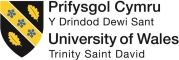 Prifysgol Cymru
Y Drindod Dewi Sant
University of Wales
Trinity Saint David